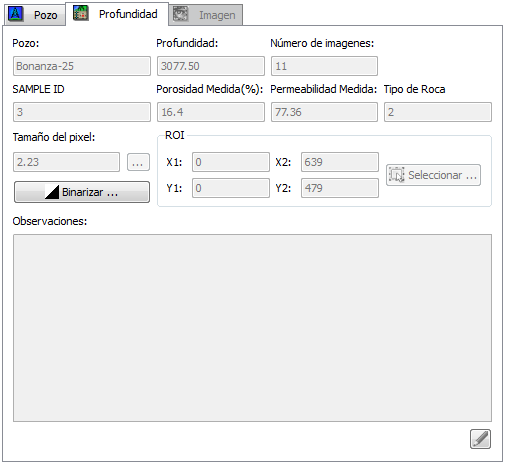 Pozo Profundidad Imagen
Pozo: Profundidad: Número de imagenes:
Bonanza-25 3077.50 11
SAMPLE ID Porosidad Medida(%): Permeabilidad Medida: Tipo de Roca
3 16.4 77.36 2
Tamaño del pixel: ROI
2.23 ... X1: 0 X2: 639
Seleccionar ...
Binarizar ... Y1: 0 Y2: 479
Observaciones: